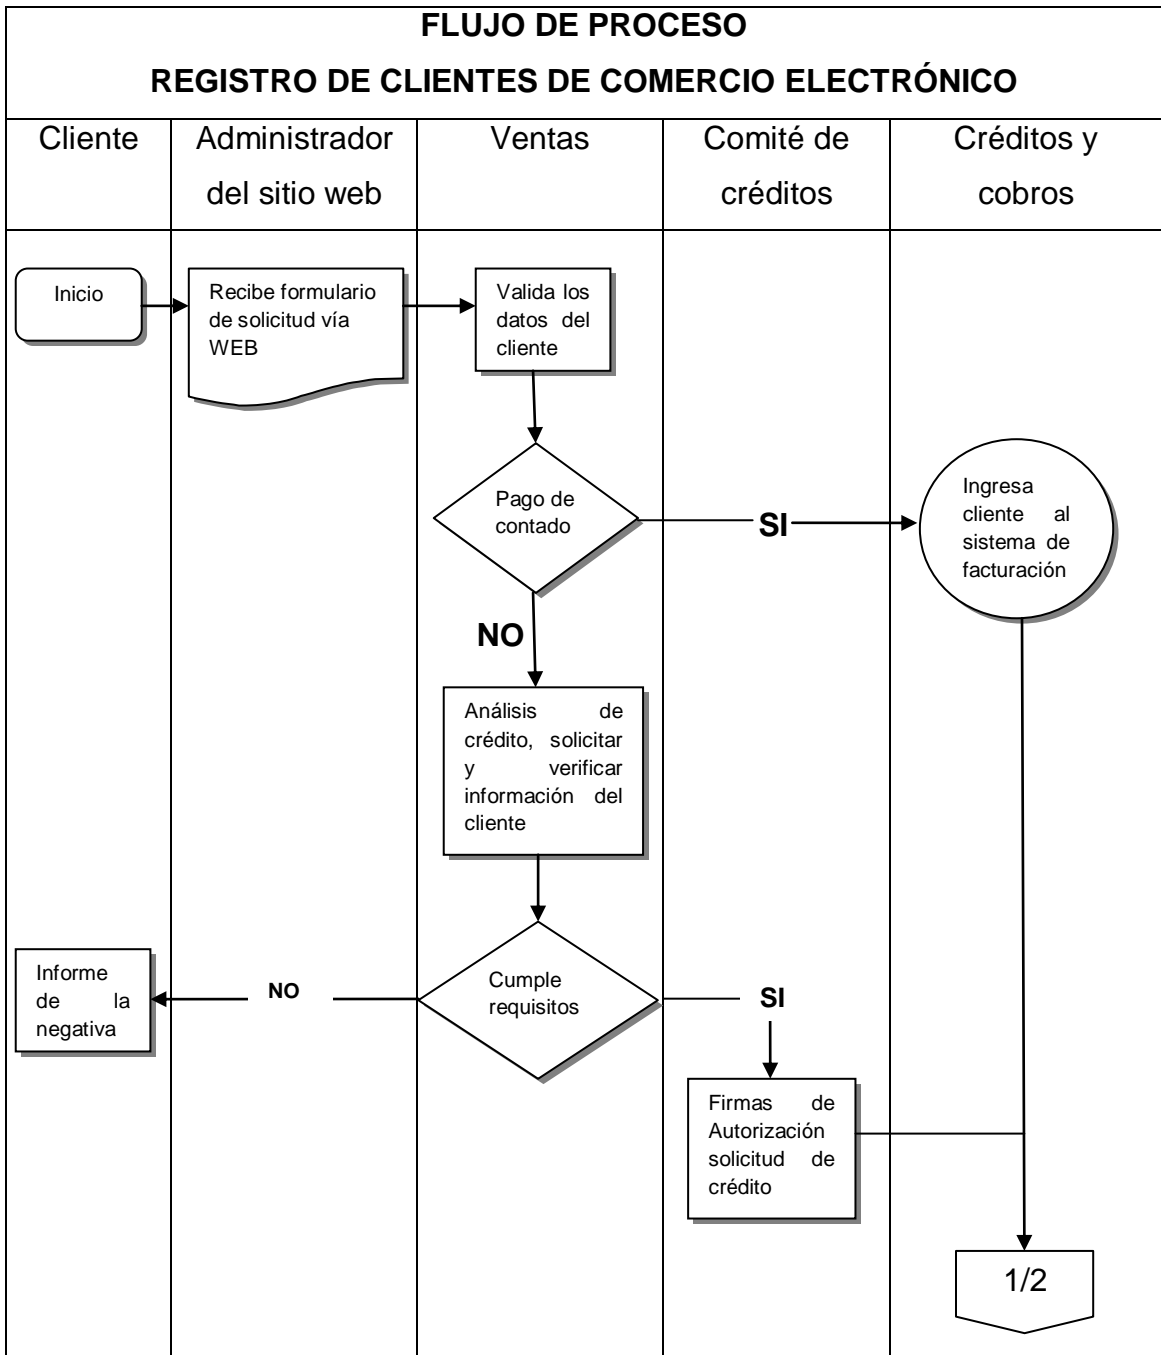 FLUJO DE PROCESO
REGISTRO DE CLIENTES DE COMERCIO ELECTRÓNICO
Cliente
Administrador
del sitio web
Ventas
Comité de
créditos
Créditos y
cobros
Inicio
Recibe formulario
de solicitud vía
WEB
Valida los
datos del
cliente
Pago de
contado
SI
Ingresa
cliente al
sistema de
facturación
NO
Análisis de
crédito, solicitar
y verificar
información del
cliente
Cumple
requisitos
NO
Informe
de la
negativa
SI
Firmas de
Autorización
solicitud de
crédito
1/2